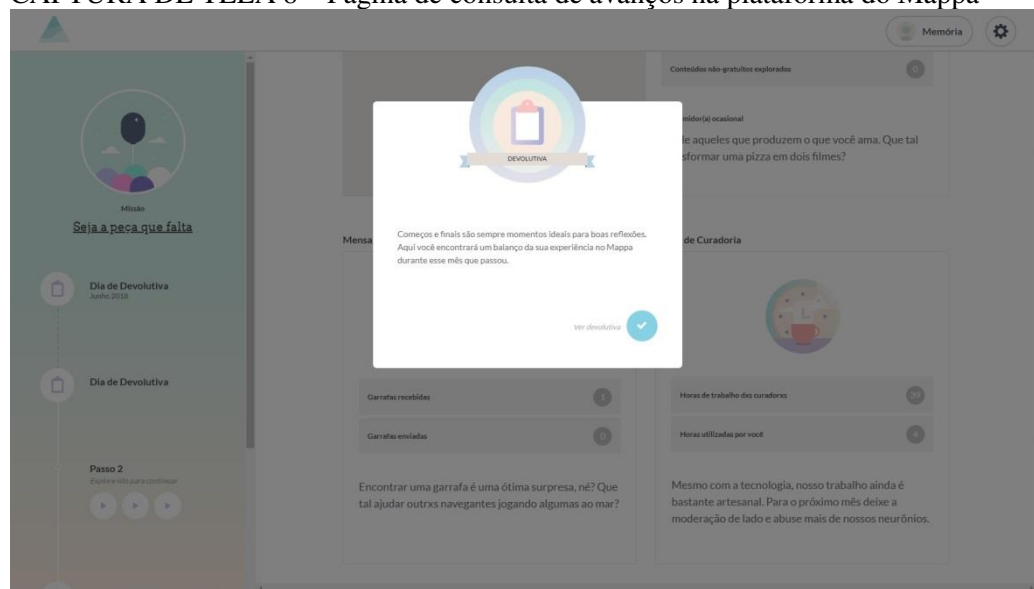 CAPTURA DE TELA 8 – Página de consulta de avanços na plataforma do Mappa
Memória
Missão
Seja a peça que falta
Dia de Devolutiva
Junho 2018
Dia de Devolutiva
Passo 2
Conteúdos não-gratuitos explorados
0
midor(a) ocasional
le aqueles que produzem o que você ama. Que tal
sformar uma pizza em dois filmes?
DEVOLUTIVA
Começos e finais são sempre momentos ideais para boas reflexões.
Aqui você encontrará um balanço da sua experiência no Mappa
durante esse mês que passou.
Ver devolutiva
Mensa
Garrafas recebidas
Garrafas enviadas
0
Encontrar uma garrafa é uma ótima surpresa, né? Que
tal ajudar outrxs navegantes jogando algumas ao mar?
de Curadoria
Horas de trabalho dxs curadorxs
Horas utilizadas por você
Mesmo com a tecnologia, nosso trabalho ainda é
bastante artesanal. Para o próximo mês deixe a
moderação de lado e abuse mais de nossos neurônios.